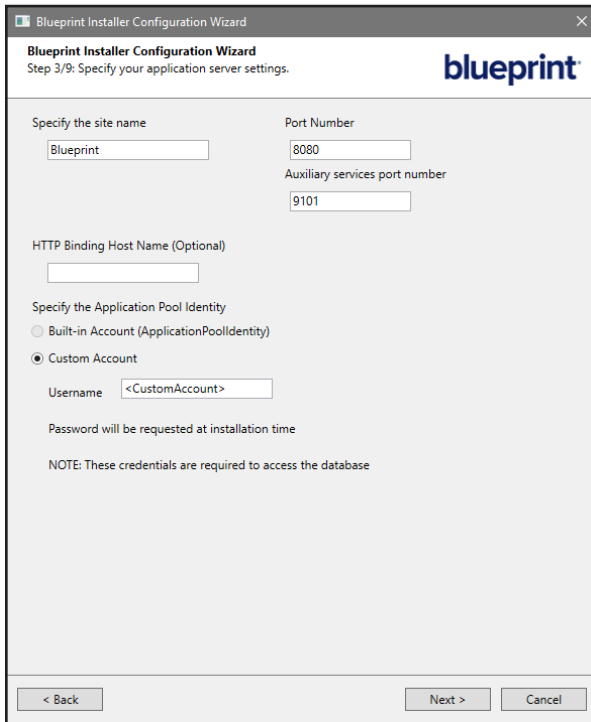 Blueprint Installer Configuration Wizard
Blueprint Installer Configuration Wizard
Step 3/9: Specify your application server settings.
blueprint
Specify the site name
Port Number
Blueprint
8080
Auxiliary services port number
9101
HTTP Binding Host Name (Optional)
Specify the Application Pool Identity
Built-in Account (ApplicationPoolIdentity)
Custom Account
Username
<CustomAccount>
Password will be requested at installation time
NOTE: These credentials are required to access the database
< Back
Next >
Cancel